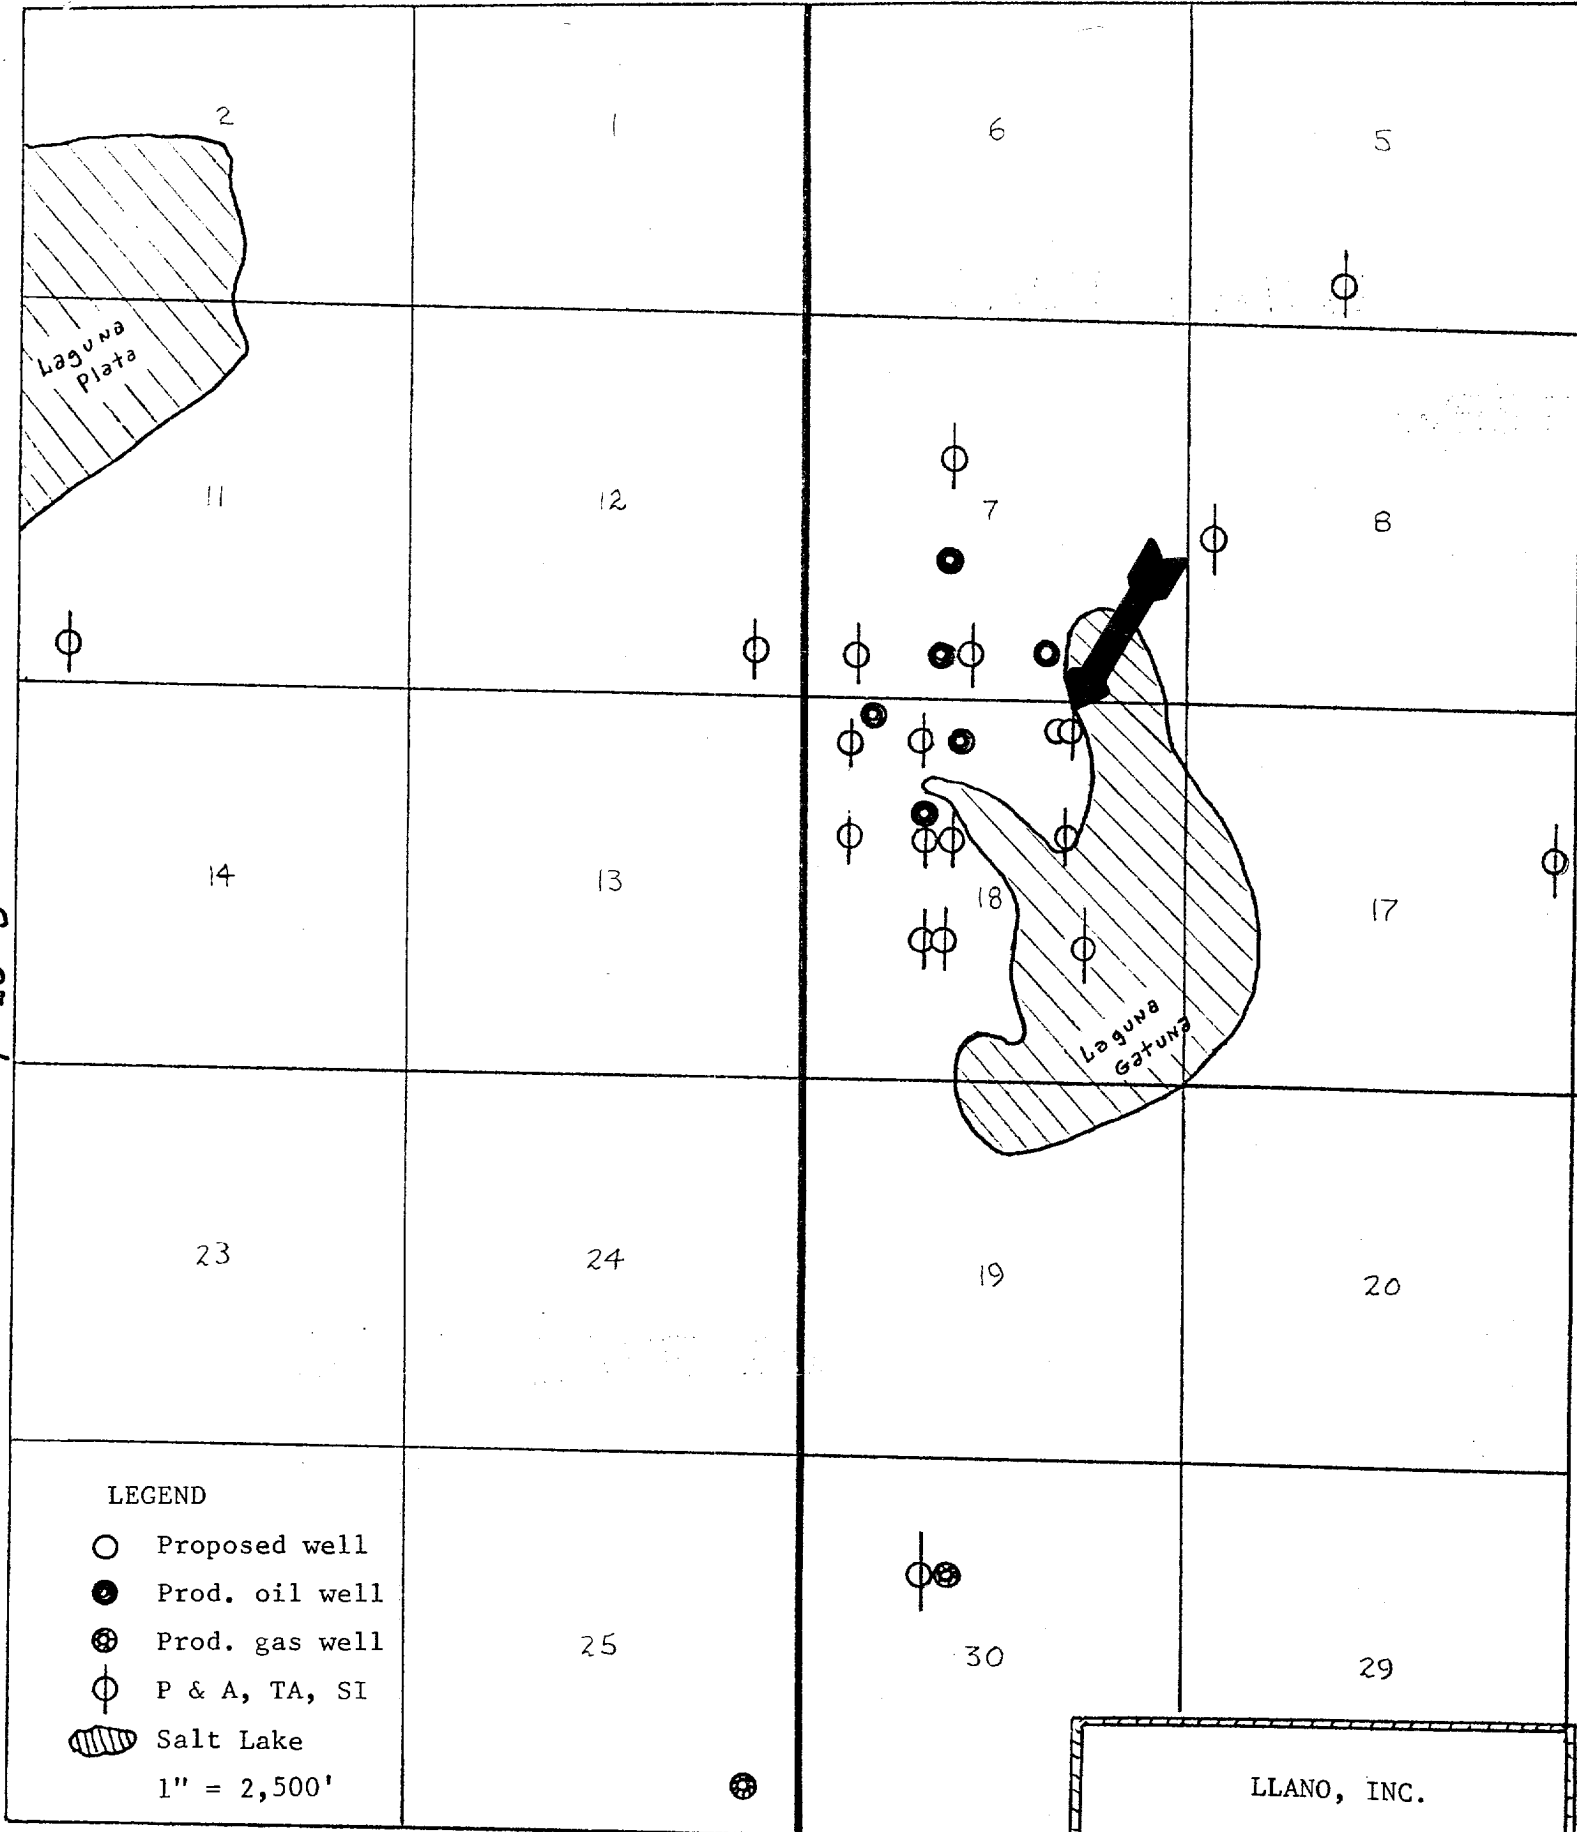 2
1
6
5
Laguna
Plata
11
12
7
8
14
13
18
17
Laguna
Gatuna
23
24
19
20
LEGEND
Proposed well
Prod. oil well
Prod. gas well
P & A, TA, SI
Salt Lake
1" = 2,500'
25
30
29
LLANO, INC.